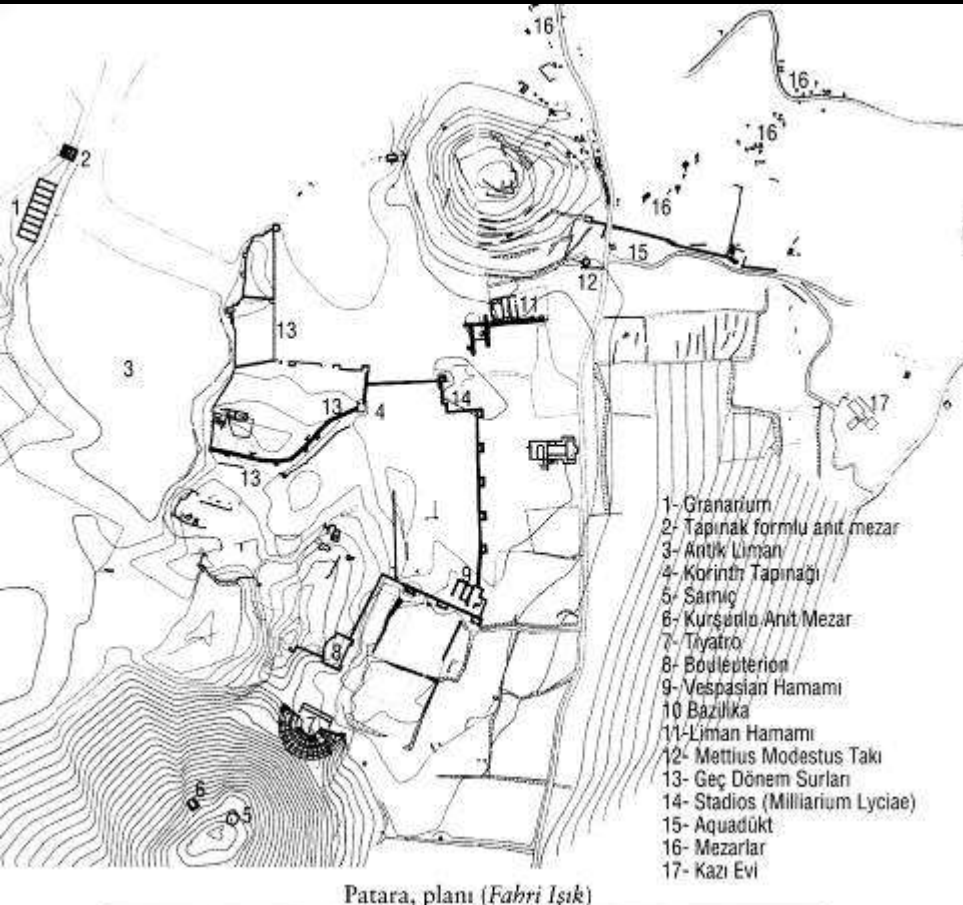 16
16
2
16
1
16
15
12
11
13
3
14
13
4
17
13
9
8
7
6
5
1- Granarium
2- Tapınak formlu anıt mezar
3- Antik Liman
4- Korinth Tapınağı
5- Sarnıç
6- Kurşunlu Anıt Mezar
7- Tiyatro
8- Bouleuterion
9- Vespasian Hamamı
10 Bazilika
11-Liman Hamamı
12- Mettius Modestus Takı
13- Geç Dönem Surları
14- Stadios (Milliarium Lyciae)
15- Aquadükt
16- Mezarlar
17- Kazı Evi
Patara, planı (Fahri Işık)